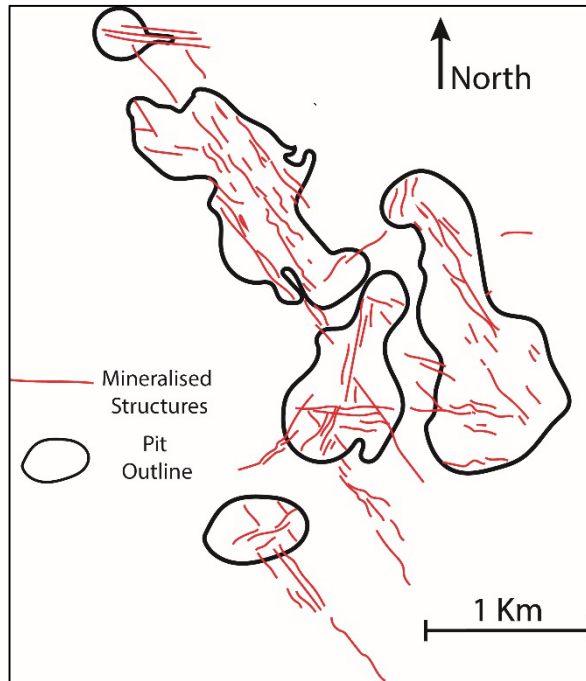 North
Mineralised
Structures
Pit
Outline
1 Km